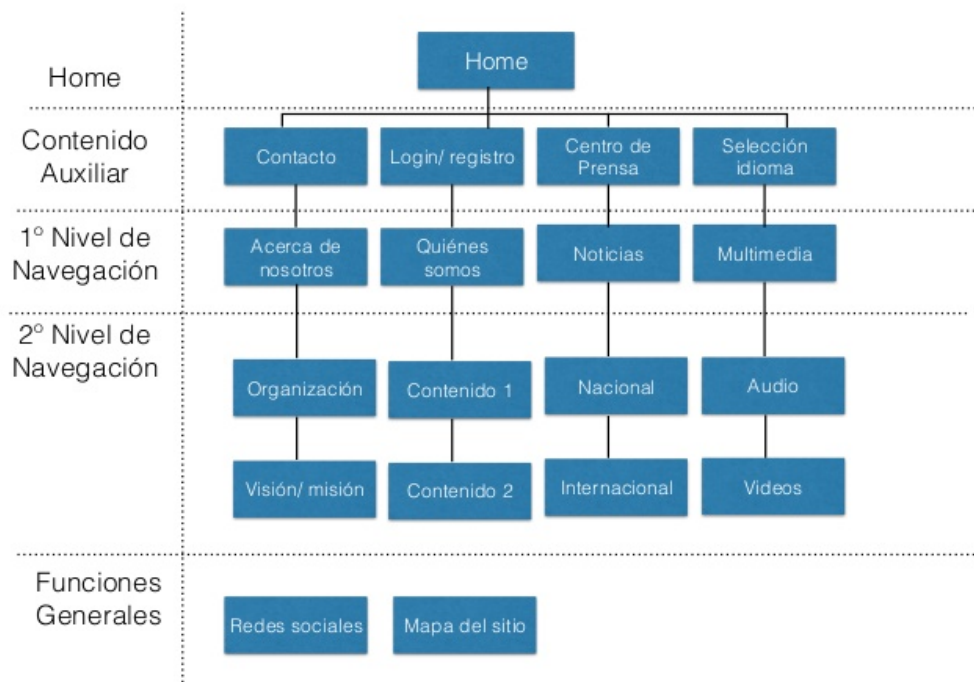 Home
Home
Contenido
Auxiliar
Contacto
Login/ registro
Centro de
Prensa
Selección
idioma
1º Nivel de
Navegación
Acerca de
nosotros
Quiénes
somos
Noticias
Multimedia
2º Nivel de
Navegación
Organización
Contenido 1
Nacional
Audio
Visión/ misión
Contenido 2
Internacional
Videos
Funciones
Generales
Redes sociales
Mapa del sitio